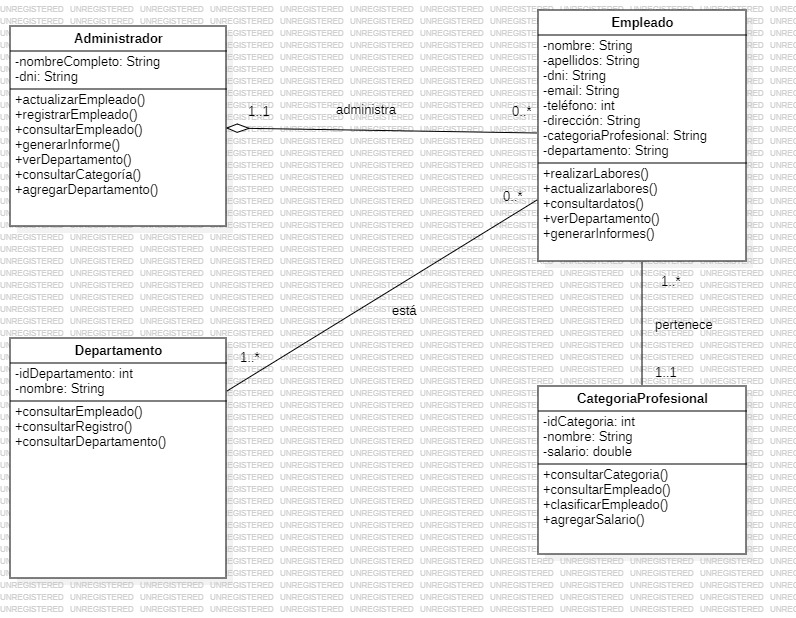 Administrador
-nombreCompleto: String
-dni: String
+actualizarEmpleado()
+registrarEmpleado()
+consultarEmpleado()
+generarInforme()
+verDepartamento()
+consultarCategoría()
+agregarDepartamento()
1..1
administra
0..*
Empleado
-nombre: String
-apellidos: String
-dni: String
-email: String
-teléfono: int
-dirección: String
-categoriaProfesional: String
-departamento: String
+realizarLabores()
+actualizarlabores()
+consultardatos()
+verDepartamento()
+generarInformes()
0..*
está
1..*
1..*
pertenece
1..1
Departamento
-idDepartamento: int
-nombre: String
+consultarEmpleado()
+consultarRegistro()
+consultarDepartamento()
CategoriaProfesional
-idCategoria: int
-nombre: String
-salario: double
+consultarCategoria()
+consultarEmpleado()
+clasificarEmpleado()
+agregarSalario()
UNREGISTERED